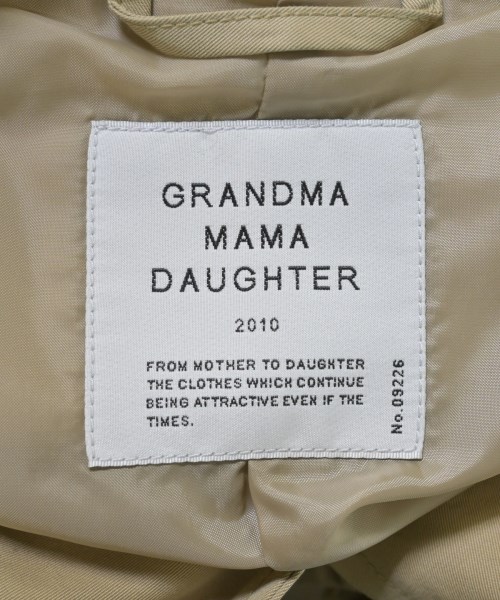 GRANDMA
MAMA
DAUGHTER
2010
FROM MOTHER TO DAUGHTER
THE CLOTHES WHICH CONTINUE
BEING ATTRACTIVE EVEN IF THE
TIMES.
No.09226